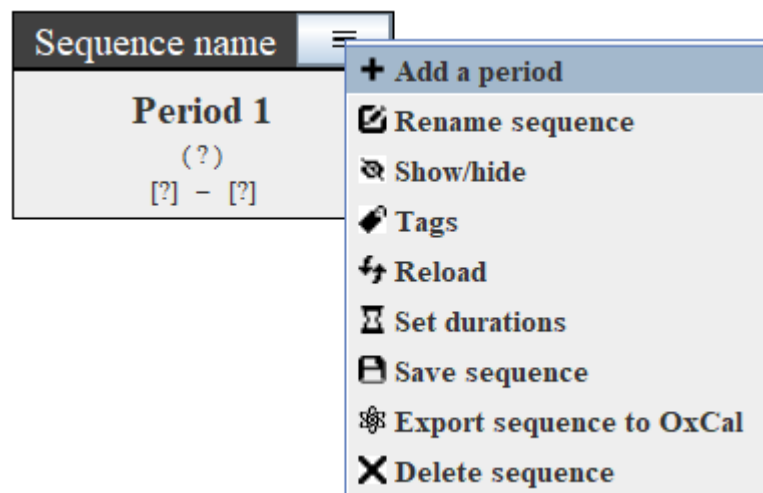 Sequence name
Period 1
(?)
[?] – [?]
Add a period
Rename sequence
Show/hide
Tags
Reload
Set durations
Save sequence
Export sequence to OxCal
Delete sequence